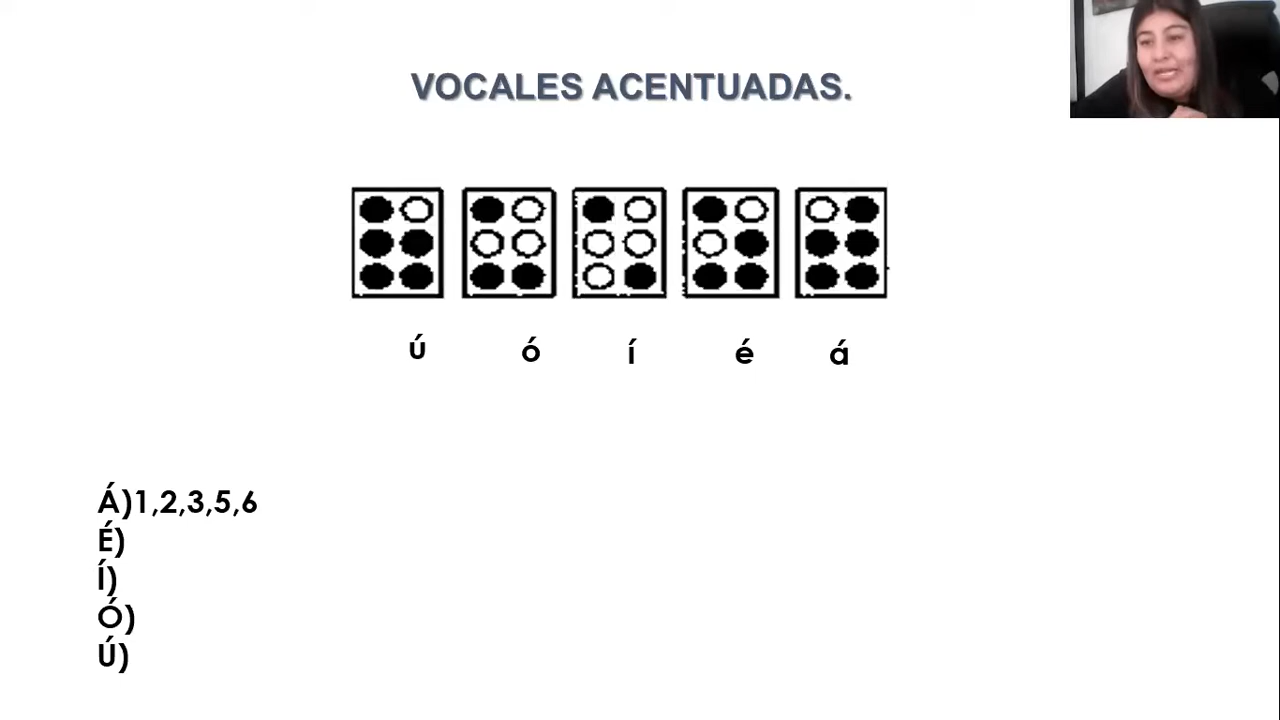 VOCALES ACENTUADAS.
ú ó í é á
Á)1,2,3,5,6
É)
Í)
Ó)
Ú)